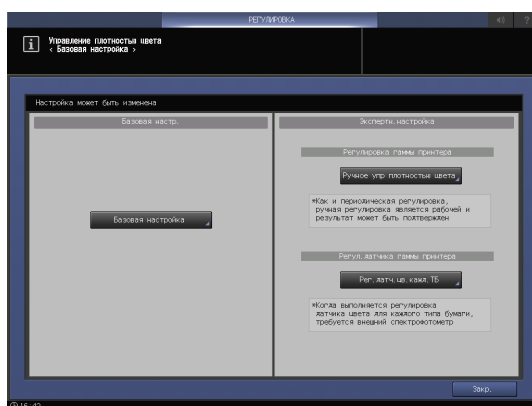 РЕГУЛИРОВКА
?
i
Управление плотностью цвета
< Базовая настройка >
Настройка может быть изменена
Базовая настр.
Экспертн.настройка
Базовая настройка
Регулировка гаммы принтера
Ручное упр плотностью цвета
*Как и периодическая регулировка,
ручная регулировка является рабочей и
результат может быть подтвержден
Регул.датчика гаммы принтера
Рег.датч.цв.кажд.ТБ
*Когда выполняется регулировка
датчика цвета для каждого типа бумаги,
требуется внешний спектрофотометр
Закр.
16:42